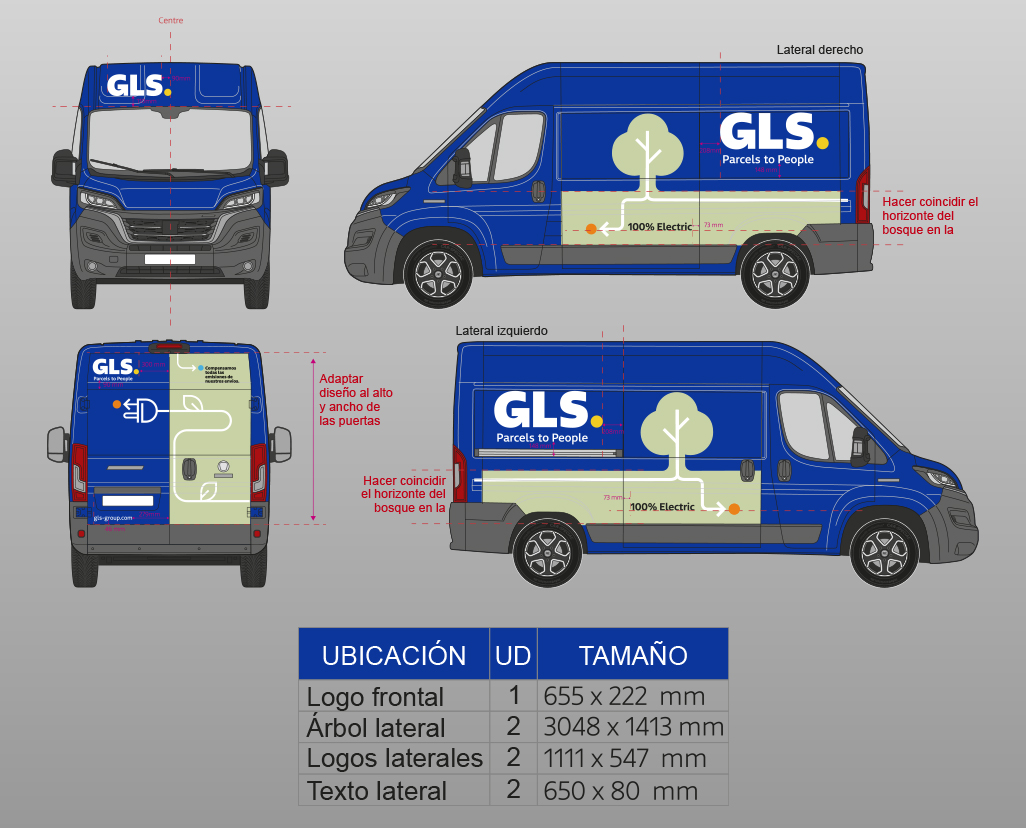 Centre
GLS.
Lateral derecho
GLS.
Parcels to People
100% Electric
73 mm
Hacer coincidir el
horizonte del
bosque en la
Lateral izquierdo
GLS.
Parcels to People
Compensamos
todas las
emisiones de
nuestros envíos.
gls-group.com
Adaptar
diseño al alto
y ancho de
las puertas
GLS.
Parcels to People
Hacer coincidir
el horizonte del
bosque en la
73 mm
100% Electric
UBICACIÓN UD TAMAÑO
Logo frontal 1 655 x 222 mm
Árbol lateral 2 3048 x 1413 mm
Logos laterales 2 1111 x 547 mm
Texto lateral 2 650 x 80 mm